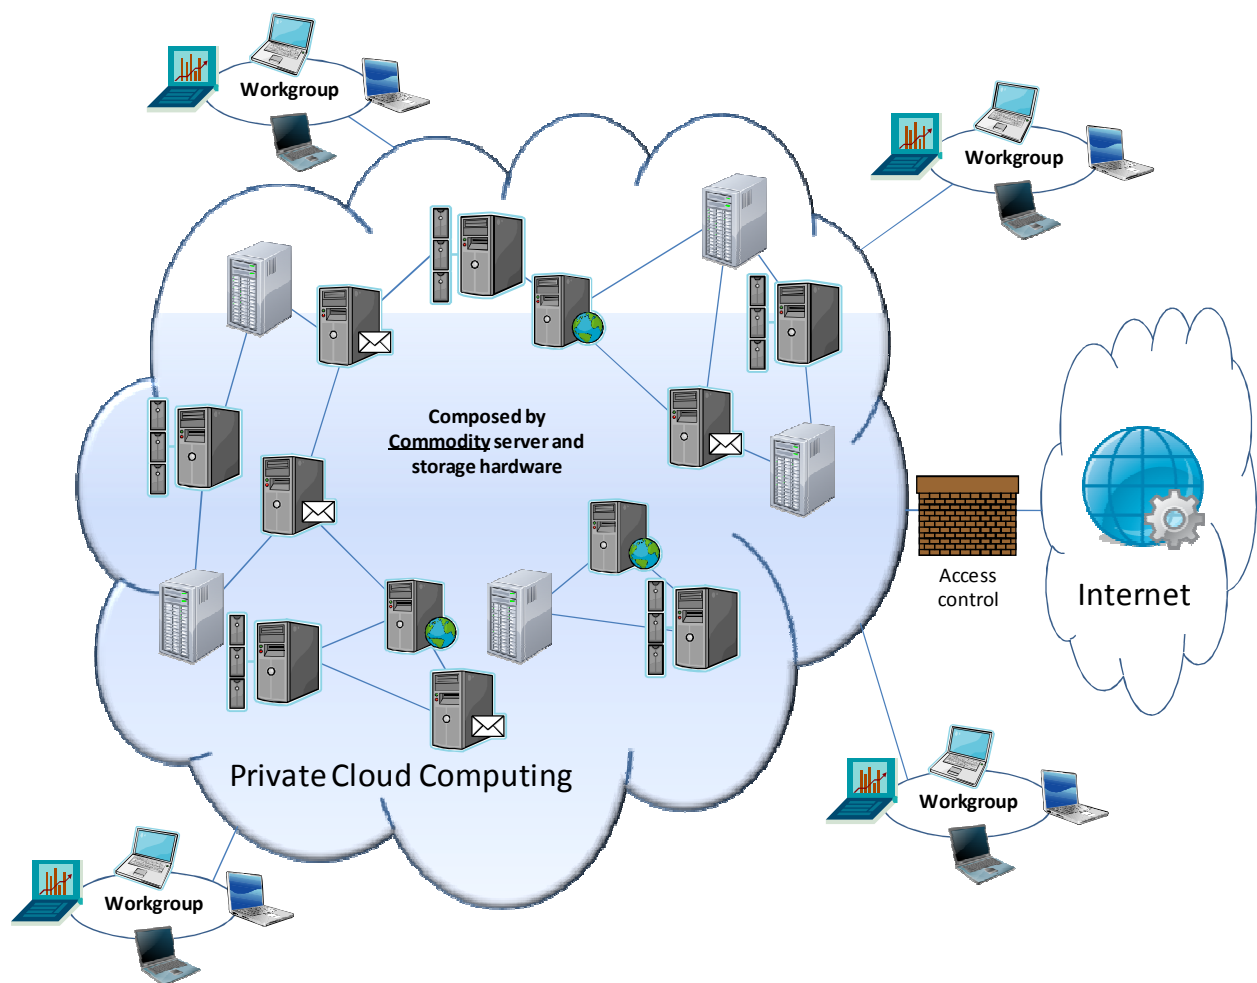 Workgroup
Workgroup
Composed by
Commodity server and
storage hardware
Access
control
Internet
Private Cloud Computing
Workgroup
Workgroup